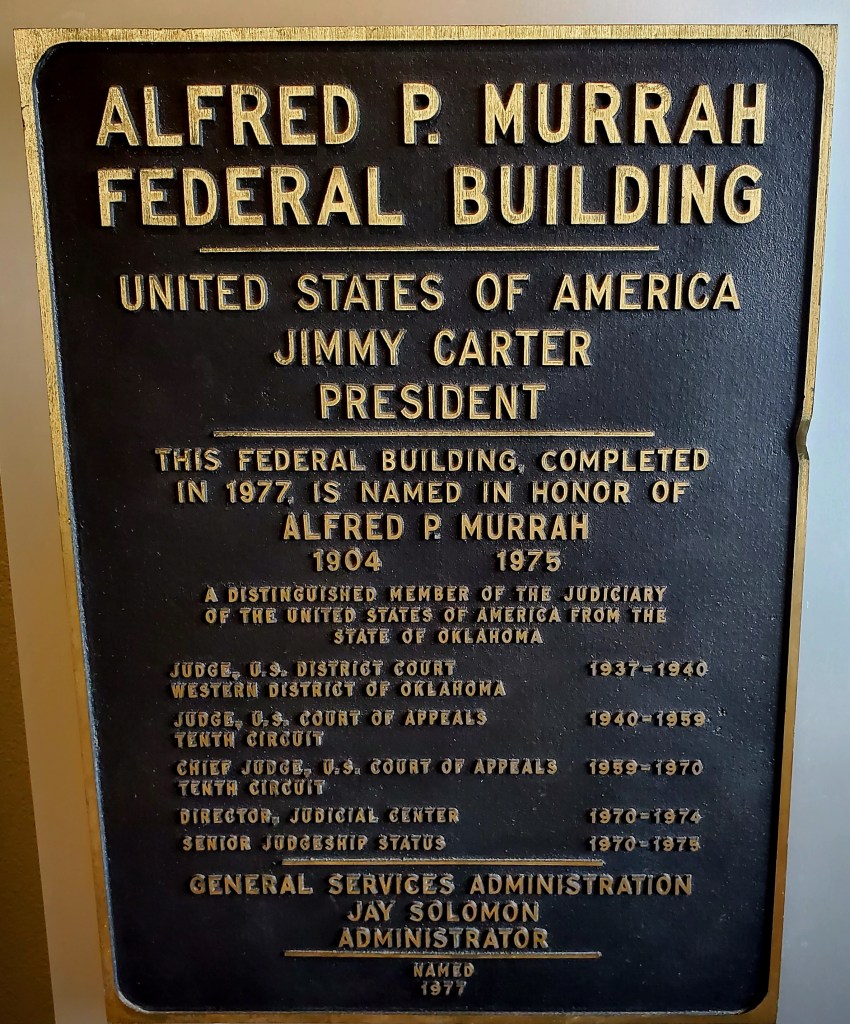 ALFRED P. MURRAH
FEDERAL BUILDING
UNITED STATES OF AMERICA
JIMMY CARTER
PRESIDENT
THIS FEDERAL BUILDING, COMPLETED
IN 1977, IS NAMED IN HONOR OF
ALFRED P. MURRAH
1904 1975
A DISTINGUISHED MEMBER OF THE JUDICIARY
OF THE UNITED STATES OF AMERICA FROM THE
STATE OF OKLAHOMA
JUDGE, U.S. DISTRICT COURT 1937-1940
WESTERN DISTRICT OF OKLAHOMA
JUDGE, U.S. COURT OF APPEALS 1940-1959
TENTH CIRCUIT
CHIEF JUDGE, U.S. COURT OF APPEALS 1959-1970
TENTH CIRCUIT
DIRECTOR, JUDICIAL CENTER 1970-1974
SENIOR JUDGESHIP STATUS 1970-1975
GENERAL SERVICES ADMINISTRATION
JAY SOLOMON
ADMINISTRATOR
NAMED
1977